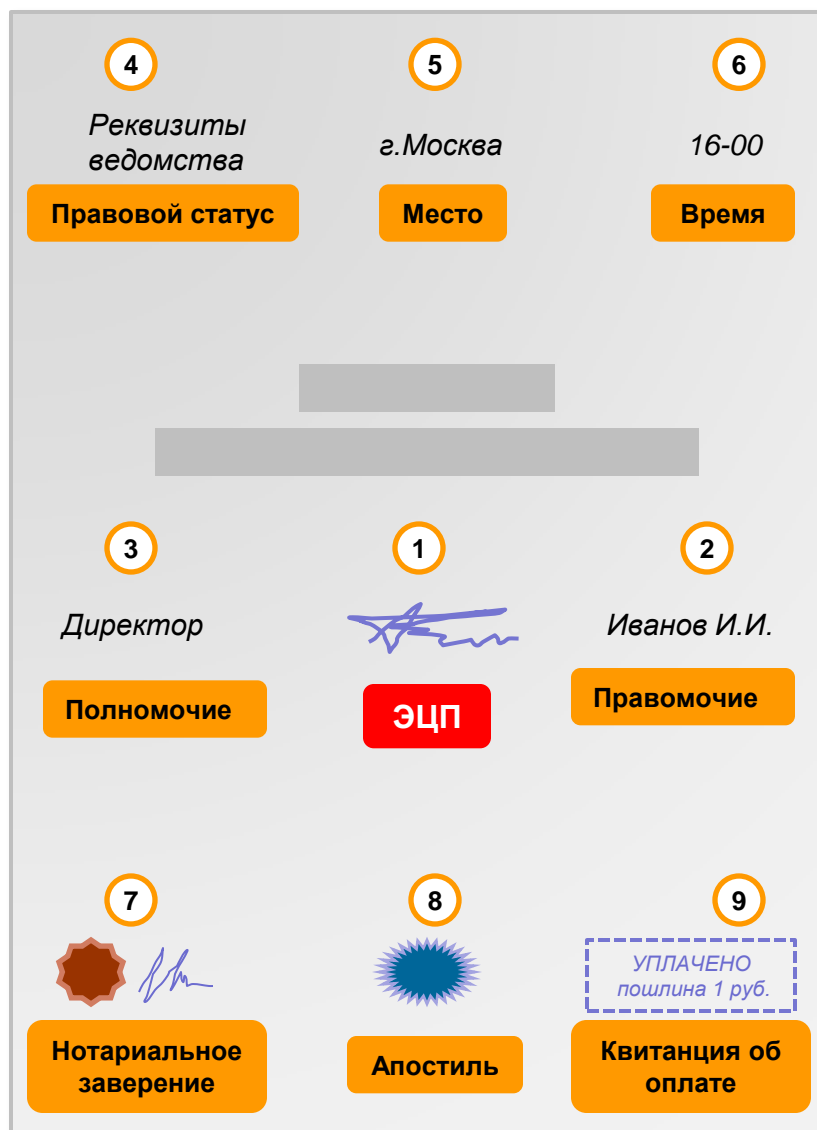 4
5
6
Реквизиты
ведомства
г.Москва
16-00
Правовой статус
Место
Время
3
1
2
Директор
Иванов И.И.
Полномочие
ЭЦП
Правомочие
7
8
9
УПЛАЧЕНО
пошлина 1 руб.
Нотариальное
заверение
Апостиль
Квитанция об
оплате